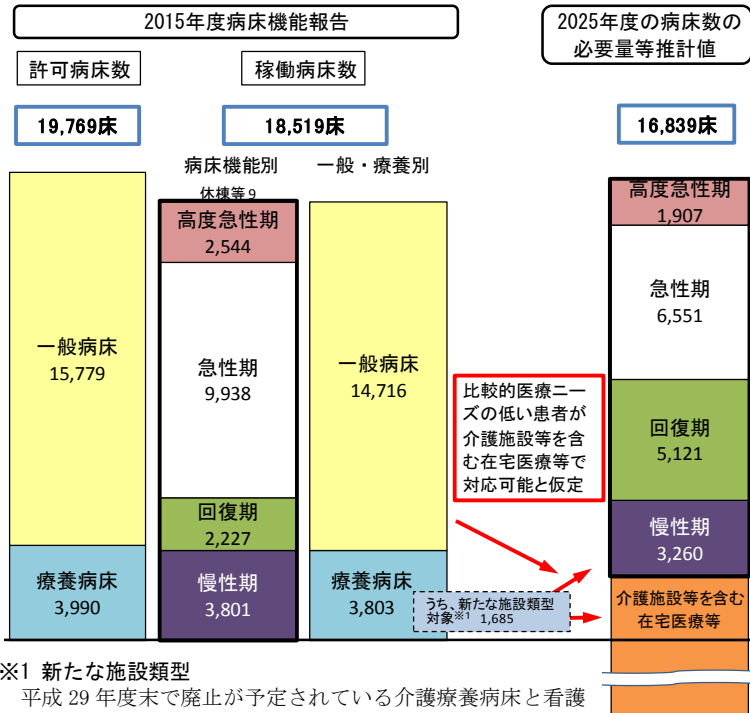 2015年度病床機能報告
2025年度の病床数の
必要量等推計値
許可病床数
稼働病床数
19,769床
18,519床
16,839床
病床機能別
一般・療養別
休棟等9
高度急性期
2,544
高度急性期
1,907
急性期
6,551
一般病床
15,779
急性期
9,938
一般病床
14,716
比較的医療ニー
ズの低い患者が
介護施設等を含
む在宅医療等で
対応可能と仮定
回復期
5,121
回復期
2,227
慢性期
3,260
療養病床
3,990
慢性期
3,801
療養病床
3,803
うち、新たな施設類型
対象※1 1,685
介護施設等を含む
在宅医療等
※1 新たな施設類型
平成 29 年度末で廃止が予定されている介護療養病床と看護